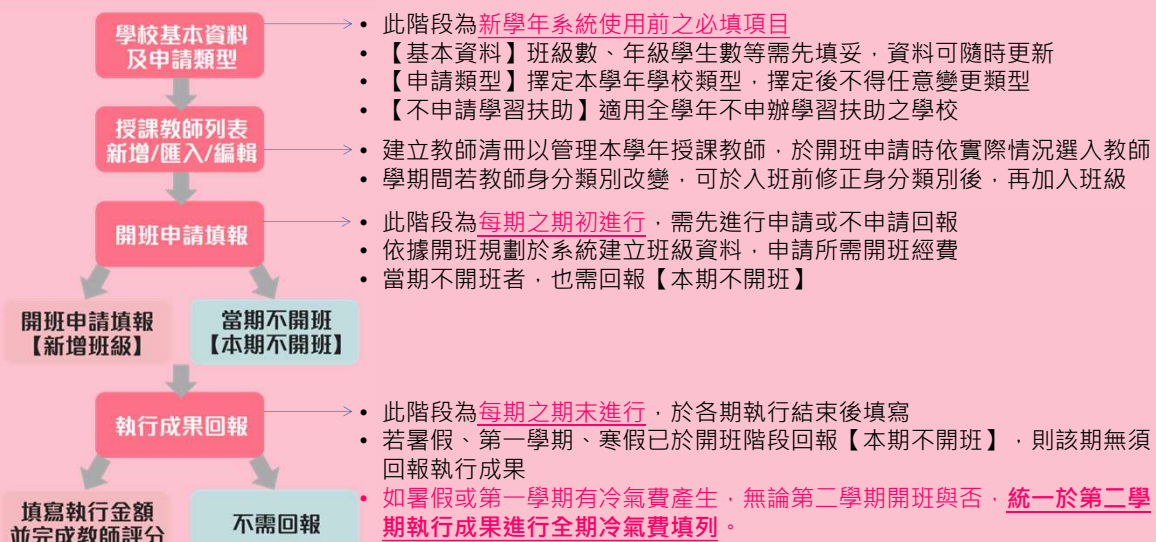 學校基本資料
及申請類型
• 此階段為新學年系統使用前之必填項目
• 【基本資料】班級數、年級學生數等需先填妥，資料可隨時更新
• 【申請類型】擇定本學年學校類型，擇定後不得任意變更類型
• 【不申請學習扶助】適用全學年不申辦學習扶助之學校
授課教師列表
新增/匯入/編輯
• 建立教師清冊以管理本學年授課教師，於開班申請時依實際情況選入教師
• 學期間若教師身分類別改變，可於入班前修正身分類別後，再加入班級
開班申請填報
• 此階段為每期之期初進行，需先進行申請或不申請回報
• 依據開班規劃於系統建立班級資料，申請所需開班經費
• 當期不開班者，也需回報【本期不開班】
開班申請填報
【新增班級】
當期不開班
【本期不開班】
執行成果回報
• 此階段為每期之期末進行，於各期執行結束後填寫
• 若暑假、第一學期、寒假已於開班階段回報【本期不開班】，則該期無須
回報執行成果
• 如暑假或第一學期有冷氣費產生，無論第二學期開班與否，統一於第二學
期執行成果進行全期冷氣費填列。
填寫執行金額
並完成教師評分
不需回報